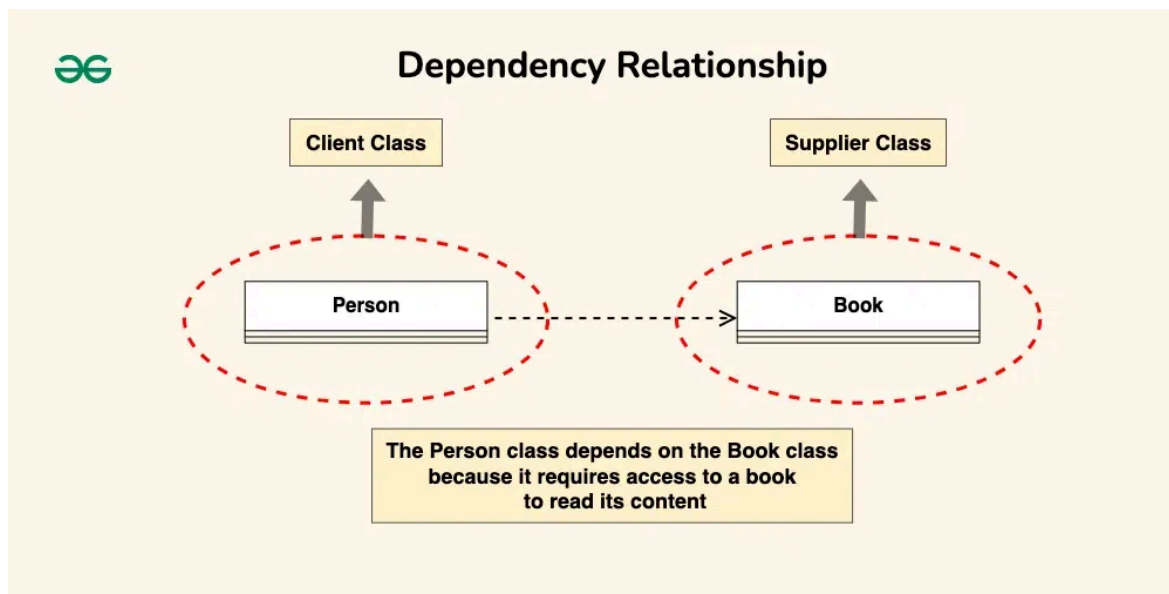 Dependency Relationship
Client Class
Supplier Class
Person
Book
The Person class depends on the Book class
because it requires access to a book
to read its content